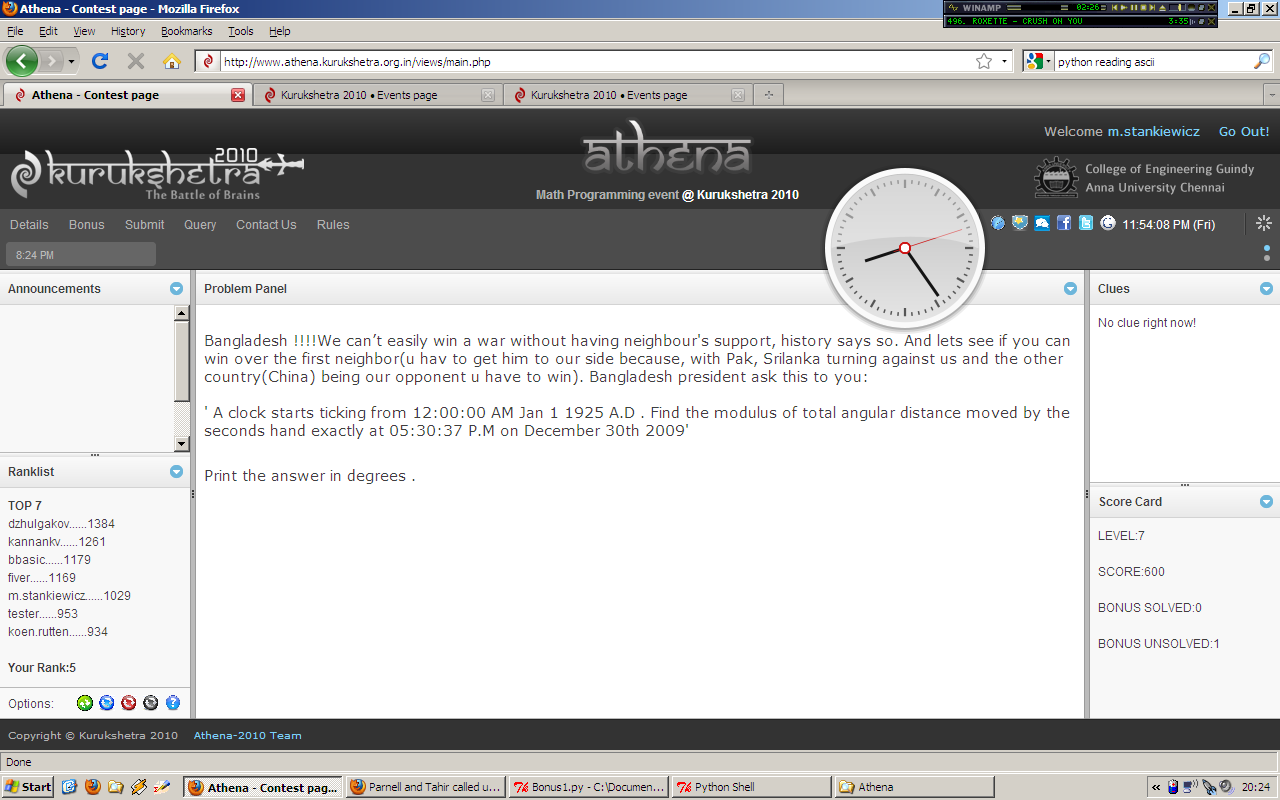 Athena - Contest page - Mozilla Firefox
WINAMP 02:26
496. ROXETTE - CRUSH ON YOU 3:35
File Edit View History Bookmarks Tools Help
http://www.athena.kurukshetra.org.in/views/main.php
python reading ascii
Athena - Contest page
Kurukshetra 2010 • Events page
Kurukshetra 2010 • Events page
Welcome m.stankiewicz Go Out!
kurukshetra 2010
The Battle of Brains
athena
Math Programming event @ Kurukshetra 2010
College of Engineering Guindy
Anna University Chennai
Details Bonus Submit Query Contact Us Rules
11:54:08 PM (Fri)
8:24 PM
Announcements
Problem Panel
Bangladesh !!!!We can’t easily win a war without having neighbour's support, history says so. And lets see if you can
win over the first neighbor(u hav to get him to our side because, with Pak, Srilanka turning against us and the other
country(China) being our opponent u have to win). Bangladesh president ask this to you:
' A clock starts ticking from 12:00:00 AM Jan 1 1925 A.D . Find the modulus of total angular distance moved by the
seconds hand exactly at 05:30:37 P.M on December 30th 2009'
Print the answer in degrees .
Clues
No clue right now!
Ranklist
TOP 7
dzhulgakov......1384
kannankv......1261
bbasic......1179
fiver......1169
m.stankiewicz......1029
tester......953
koen.rutten......934
Your Rank:5
Options:
Score Card
LEVEL:7
SCORE:600
BONUS SOLVED:0
BONUS UNSOLVED:1
Copyright © Kurukshetra 2010 Athena-2010 Team
Done
Start
Athena - Contest pag...
Parnell and Tahir called u...
Bonus1.py - C:\Documen...
Python Shell
Athena
20:24